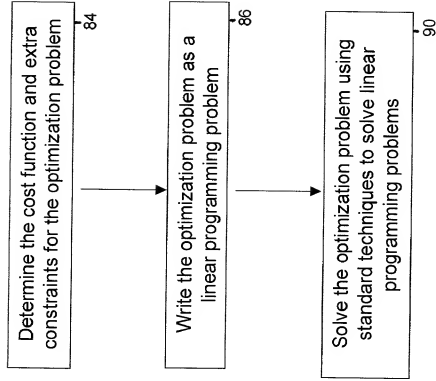 Determine the cost function and extra
constraints for the optimization problem
84
Write the optimization problem as a
linear programming problem
86
Solve the optimization problem using
standard techniques to solve linear
programming problems
90